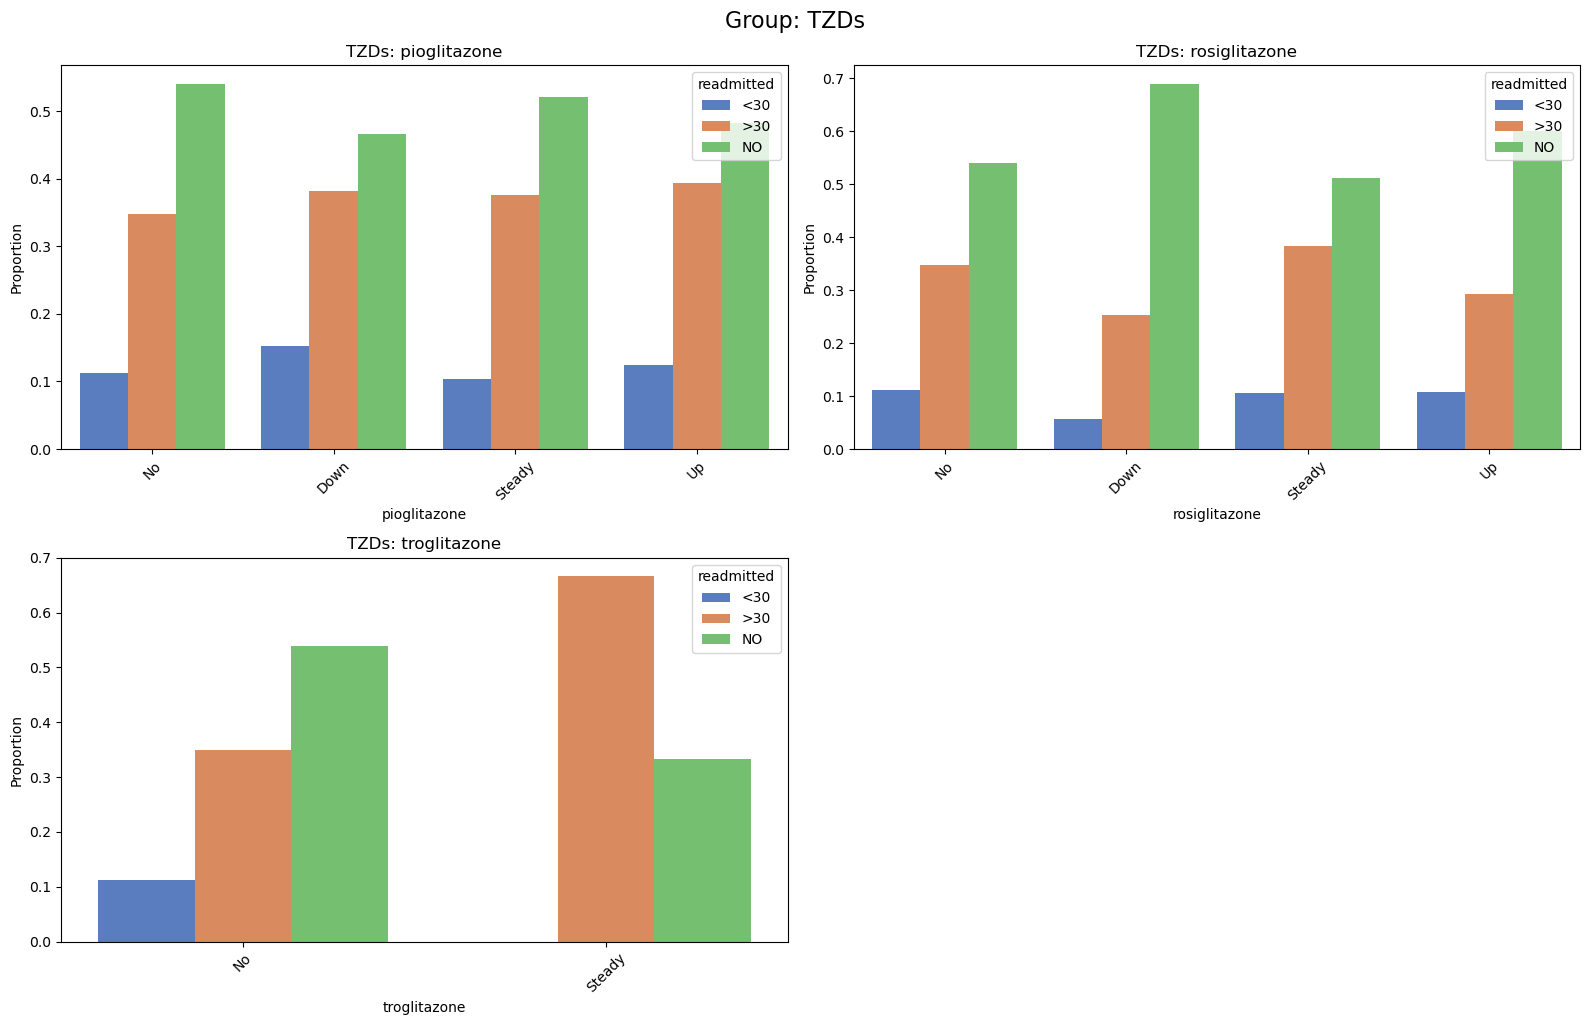 Group: TZDs
TZDs: pioglitazone
Proportion
0.5
0.4
0.3
0.2
0.1
0.0
readmitted
<30
>30
NO
No
Down
Steady
Up
pioglitazone
TZDs: rosiglitazone
Proportion
0.7
0.6
0.5
0.4
0.3
0.2
0.1
0.0
readmitted
<30
>30
NO
No
Down
Steady
Up
rosiglitazone
TZDs: troglitazone
Proportion
0.7
0.6
0.5
0.4
0.3
0.2
0.1
0.0
readmitted
<30
>30
NO
No
Steady
troglitazone